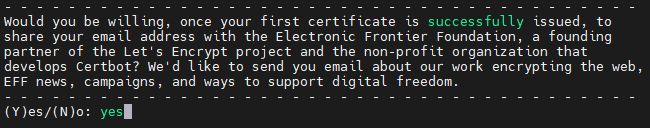 - - - - - - - - - - - - - - - - - - - - - - - - - - - - - - - - - - - - - - - -
Would you be willing, once your first certificate is successfully issued, to
share your email address with the Electronic Frontier Foundation, a founding
partner of the Let's Encrypt project and the non-profit organization that
develops Certbot? We'd like to send you email about our work encrypting the web,
EFF news, campaigns, and ways to support digital freedom.
- - - - - - - - - - - - - - - - - - - - - - - - - - - - - - - - - - - - - - - -
(Y)es/(N)o: yes